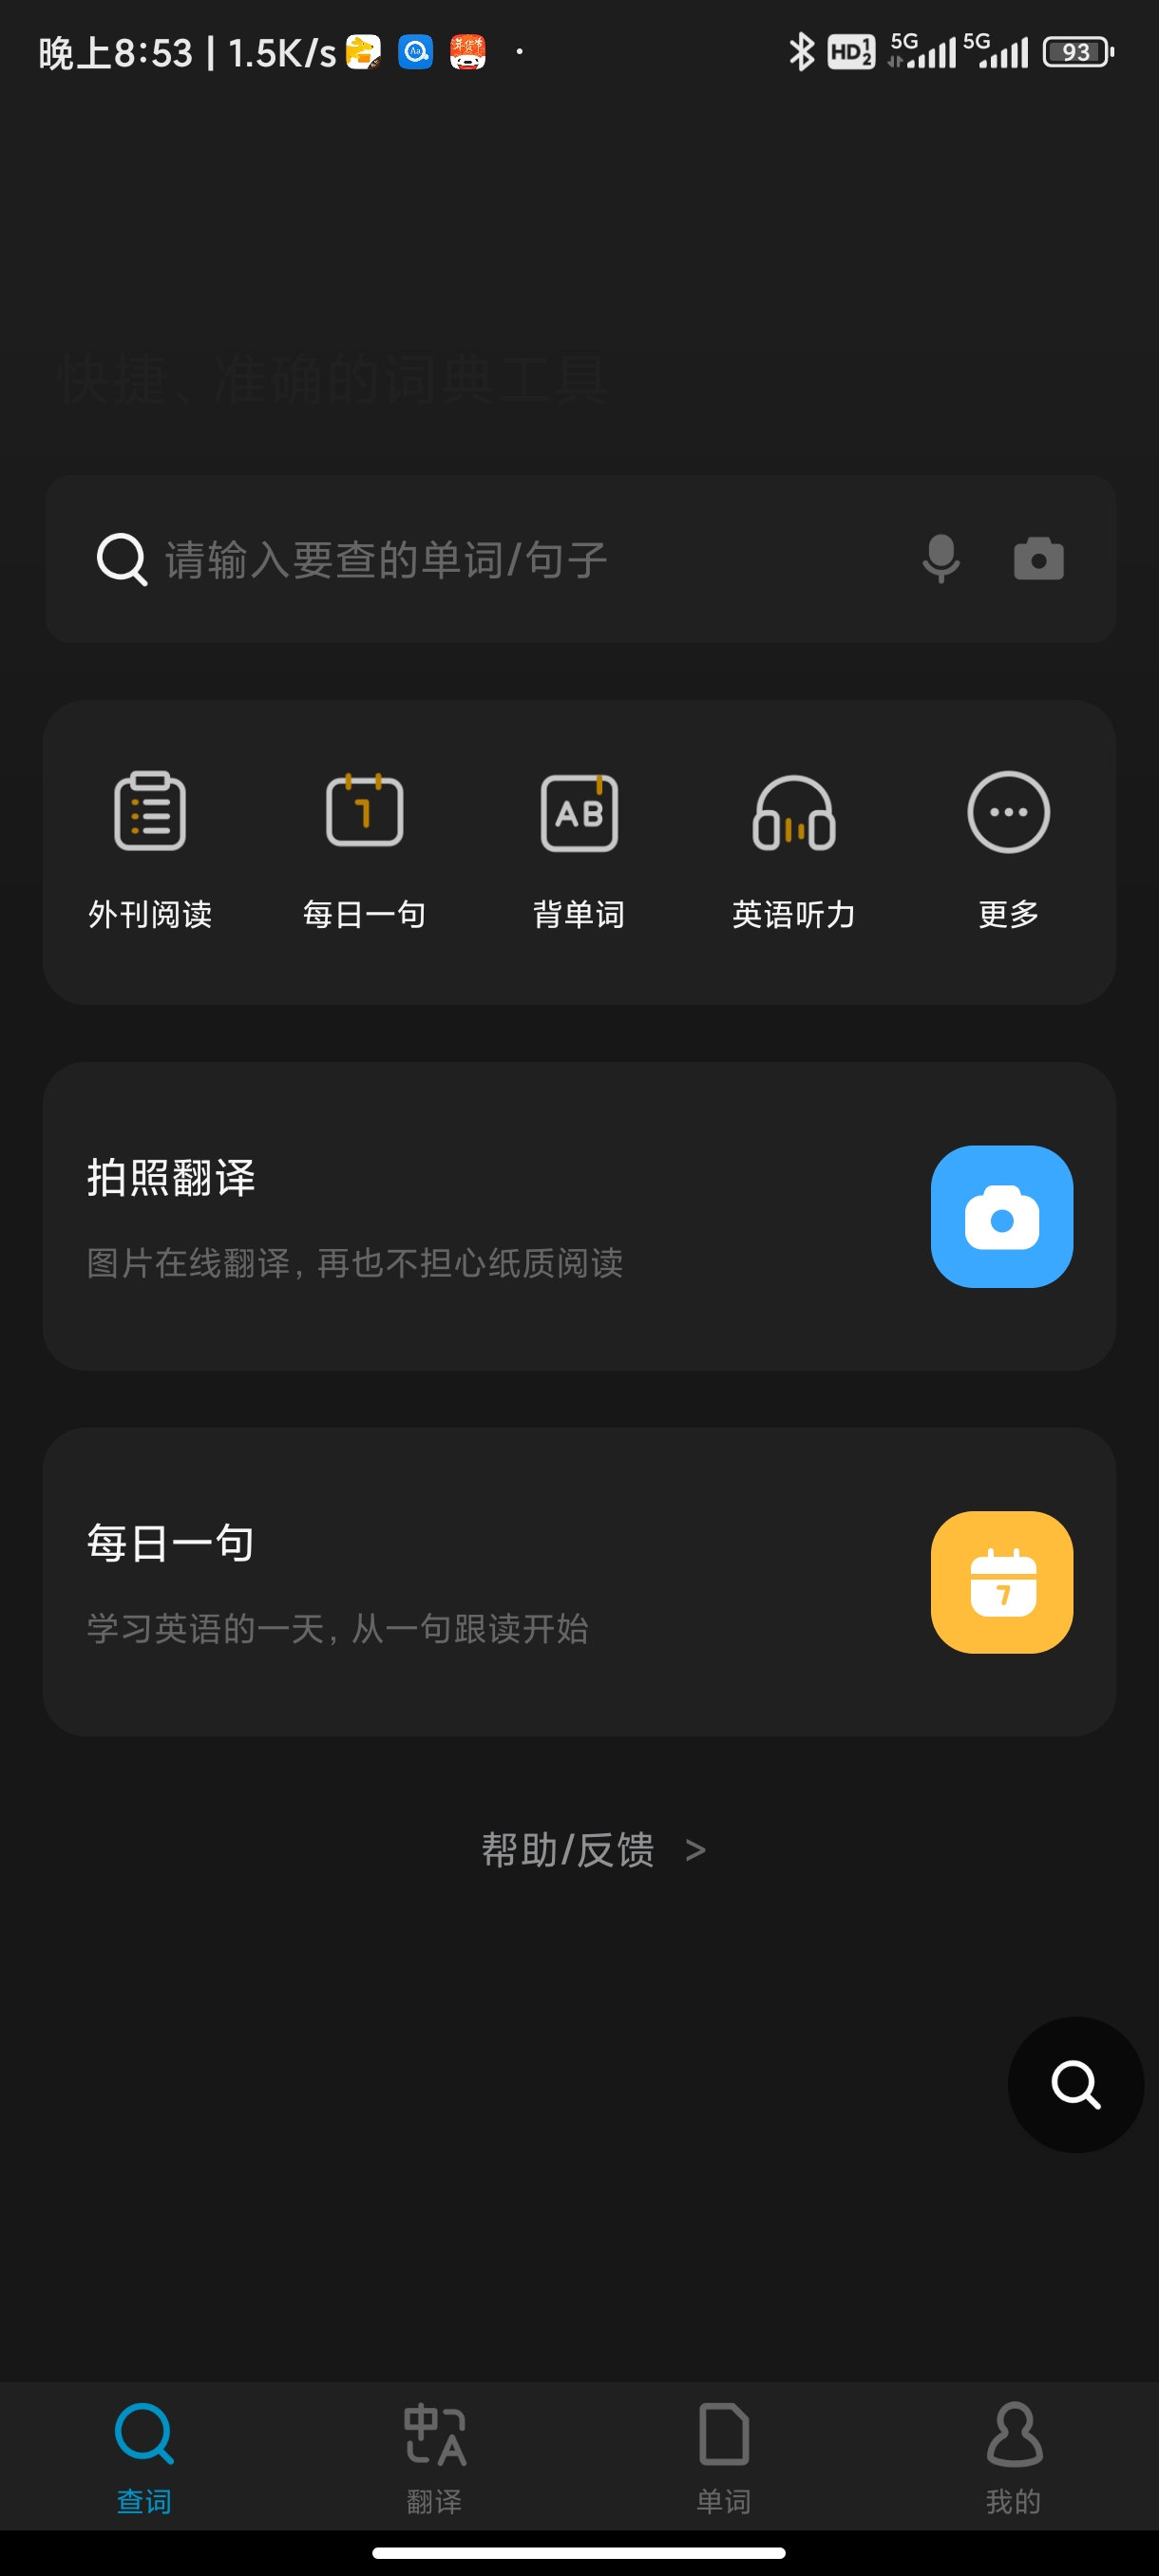 晚上8:53 | 1.5K/s
HD 1 2 5G 5G 93
快捷、准确的词典工具
请输入要查的单词/句子
外刊阅读 每日一句 背单词 英语听力 更多
拍照翻译
图片在线翻译, 再也不担心纸质阅读
每日一句
学习英语的一天, 从一句跟读开始
帮助/反馈 >
查词 翻译 单词 我的